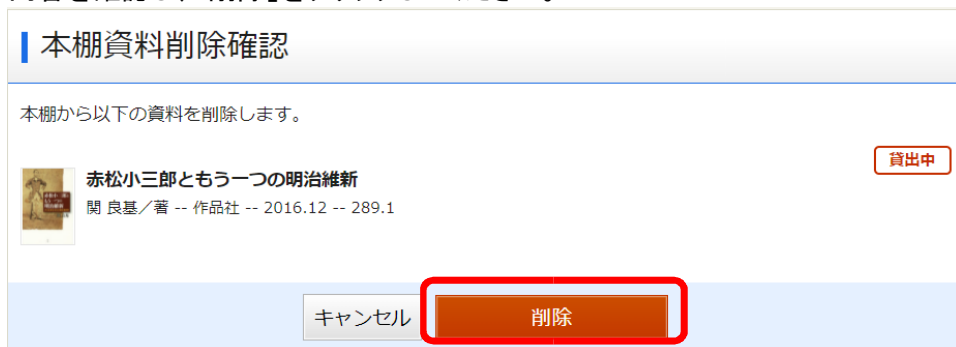 本棚資料削除確認
本棚から以下の資料を削除します。
貸出中
赤松小三郎ともう一つの明治維新
関 良基／著 -- 作品社 -- 2016.12 -- 289.1
キャンセル 削除